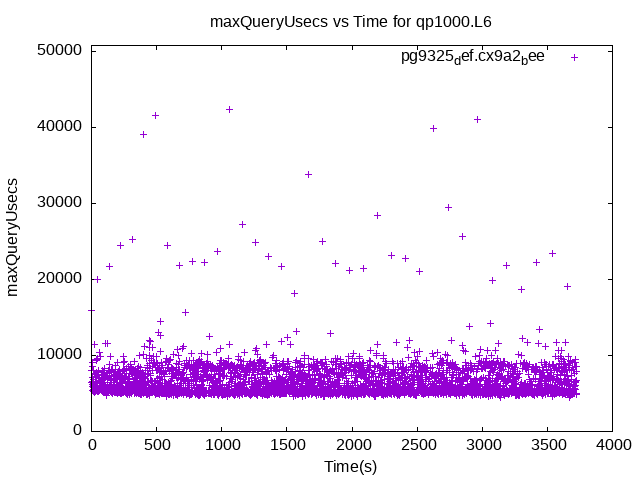 maxQueryUsecs vs Time for qp1000.L6
pg9325def.cx9a2bee
50000
40000
30000
20000
10000
0
maxQueryUsecs
0 500 1000 1500 2000 2500 3000 3500 4000
Time(s)